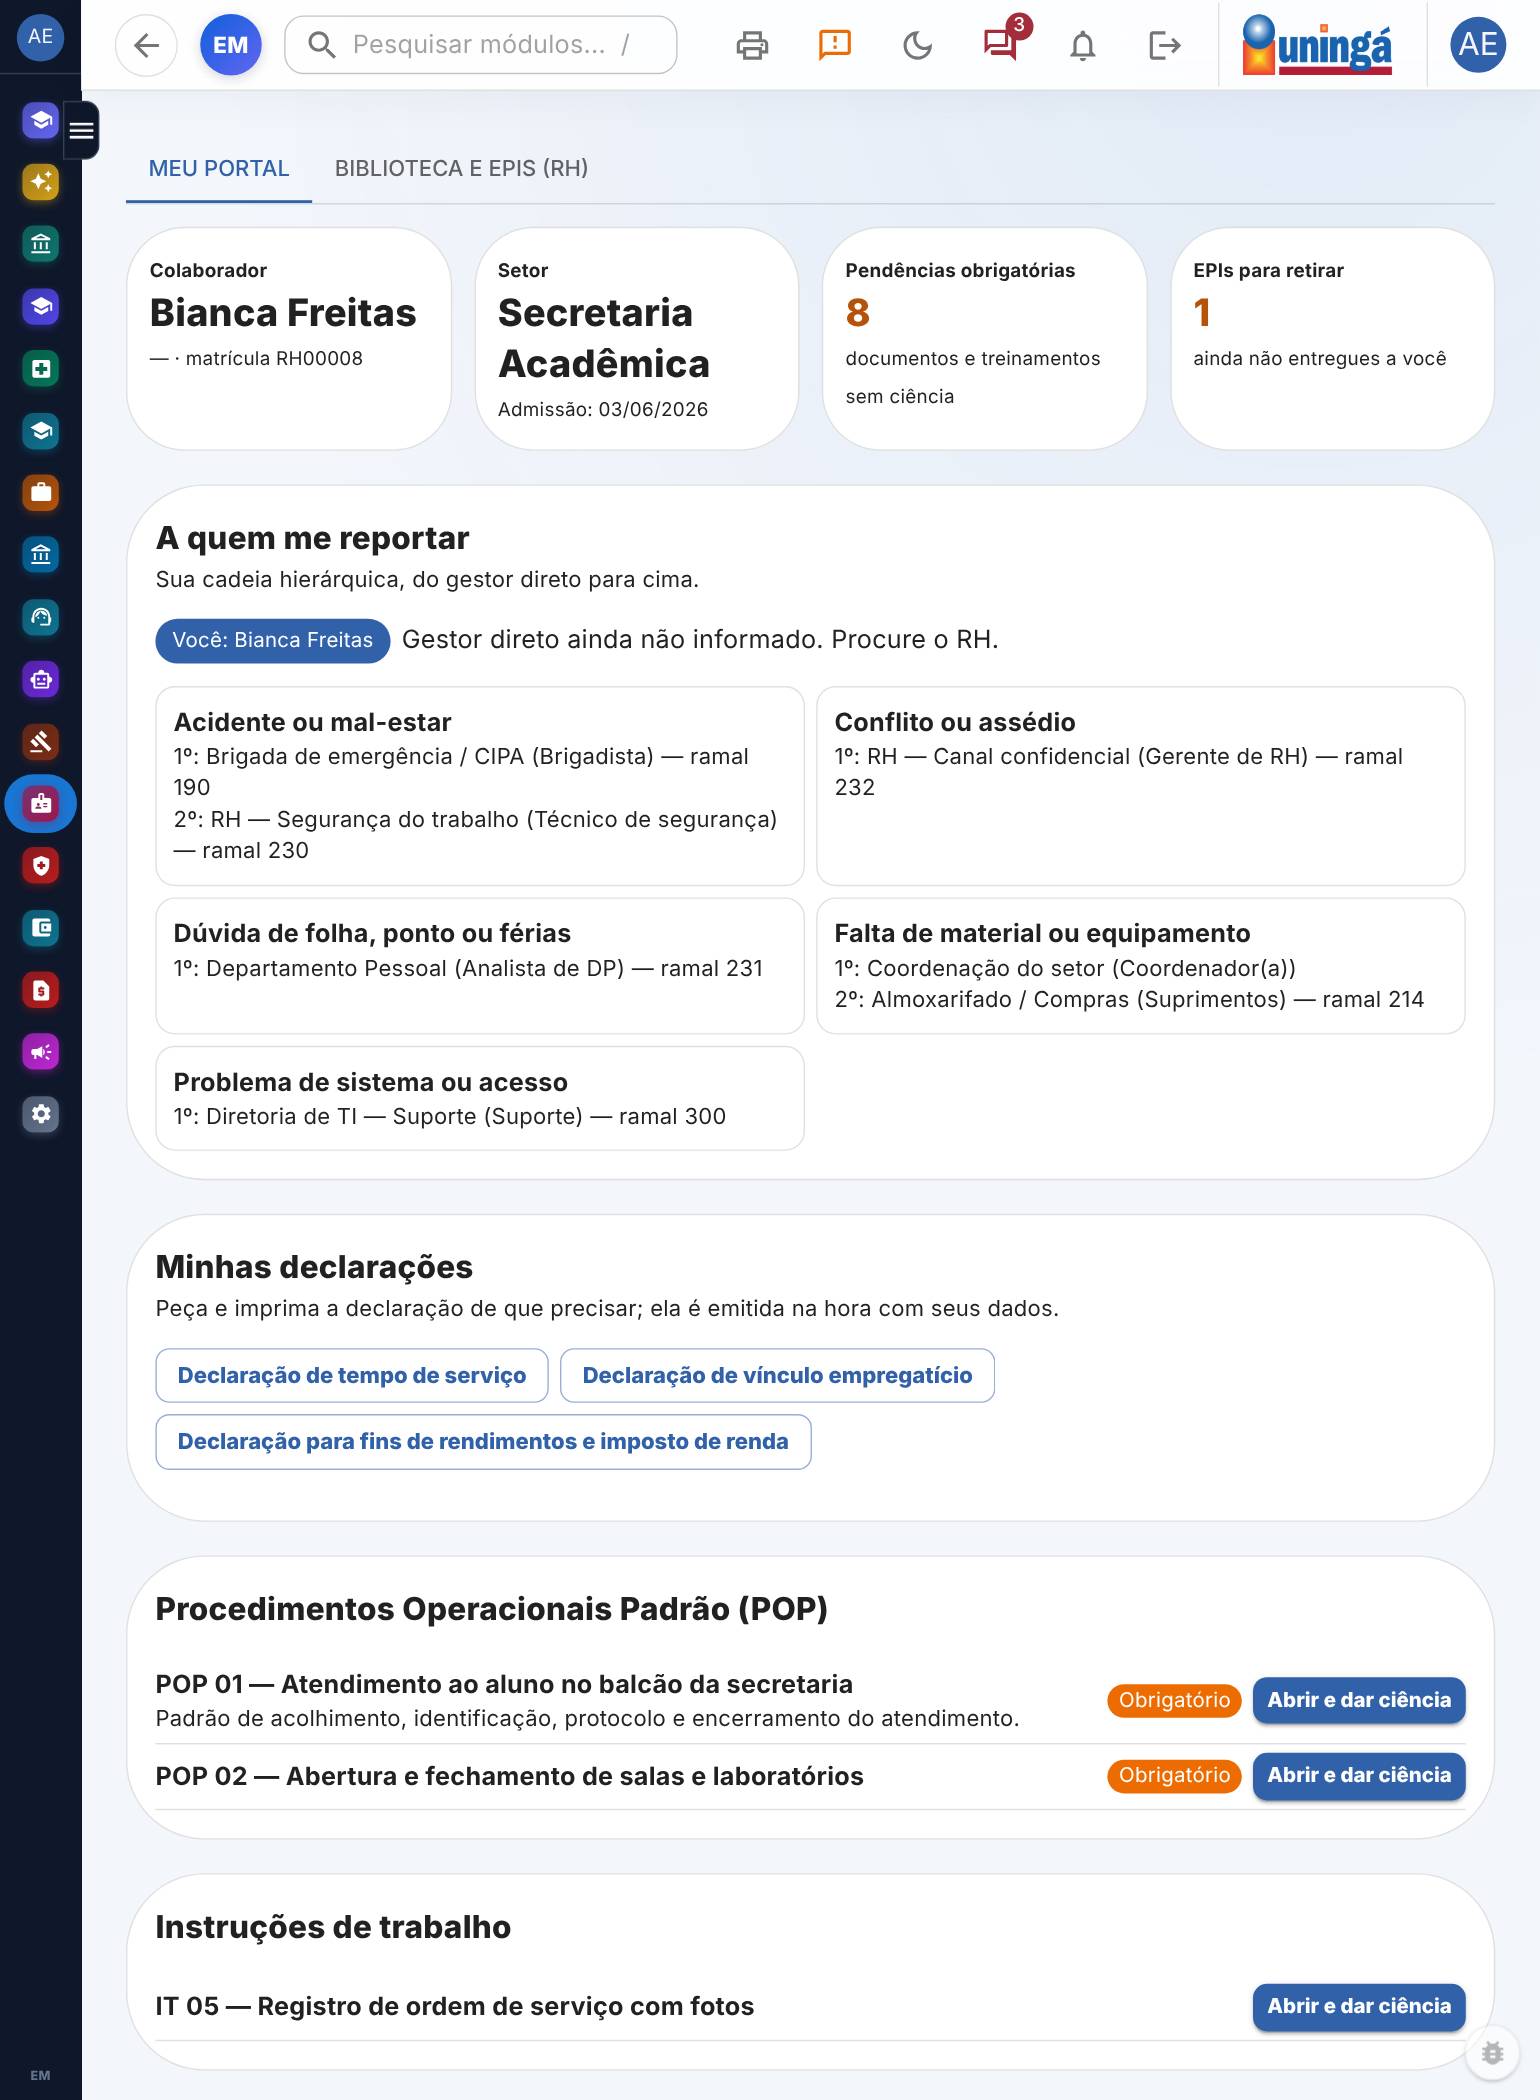 AE
EM
Pesquisar módulos... /
3
uningá
AE
MEU PORTAL
BIBLIOTECA E EPIS (RH)
Colaborador
Bianca Freitas
— · matrícula RH00008
Setor
Secretaria
Acadêmica
Admissão: 03/06/2026
Pendências obrigatórias
8
documentos e treinamentos
sem ciência
EPIs para retirar
1
ainda não entregues a você
A quem me reportar
Sua cadeia hierárquica, do gestor direto para cima.
Você: Bianca Freitas
Gestor direto ainda não informado. Procure o RH.
Acidente ou mal-estar
1º: Brigada de emergência / CIPA (Brigadista) — ramal
190
2º: RH — Segurança do trabalho (Técnico de segurança)
— ramal 230
Conflito ou assédio
1º: RH — Canal confidencial (Gerente de RH) — ramal
232
Dúvida de folha, ponto ou férias
1º: Departamento Pessoal (Analista de DP) — ramal 231
Falta de material ou equipamento
1º: Coordenação do setor (Coordenador(a))
2º: Almoxarifado / Compras (Suprimentos) — ramal 214
Problema de sistema ou acesso
1º: Diretoria de TI — Suporte (Suporte) — ramal 300
Minhas declarações
Peça e imprima a declaração de que precisar; ela é emitida na hora com seus dados.
Declaração de tempo de serviço
Declaração de vínculo empregatício
Declaração para fins de rendimentos e imposto de renda
Procedimentos Operacionais Padrão (POP)
POP 01 — Atendimento ao aluno no balcão da secretaria
Padrão de acolhimento, identificação, protocolo e encerramento do atendimento.
Obrigatório
Abrir e dar ciência
POP 02 — Abertura e fechamento de salas e laboratórios
Obrigatório
Abrir e dar ciência
Instruções de trabalho
IT 05 — Registro de ordem de serviço com fotos
Abrir e dar ciência
EM